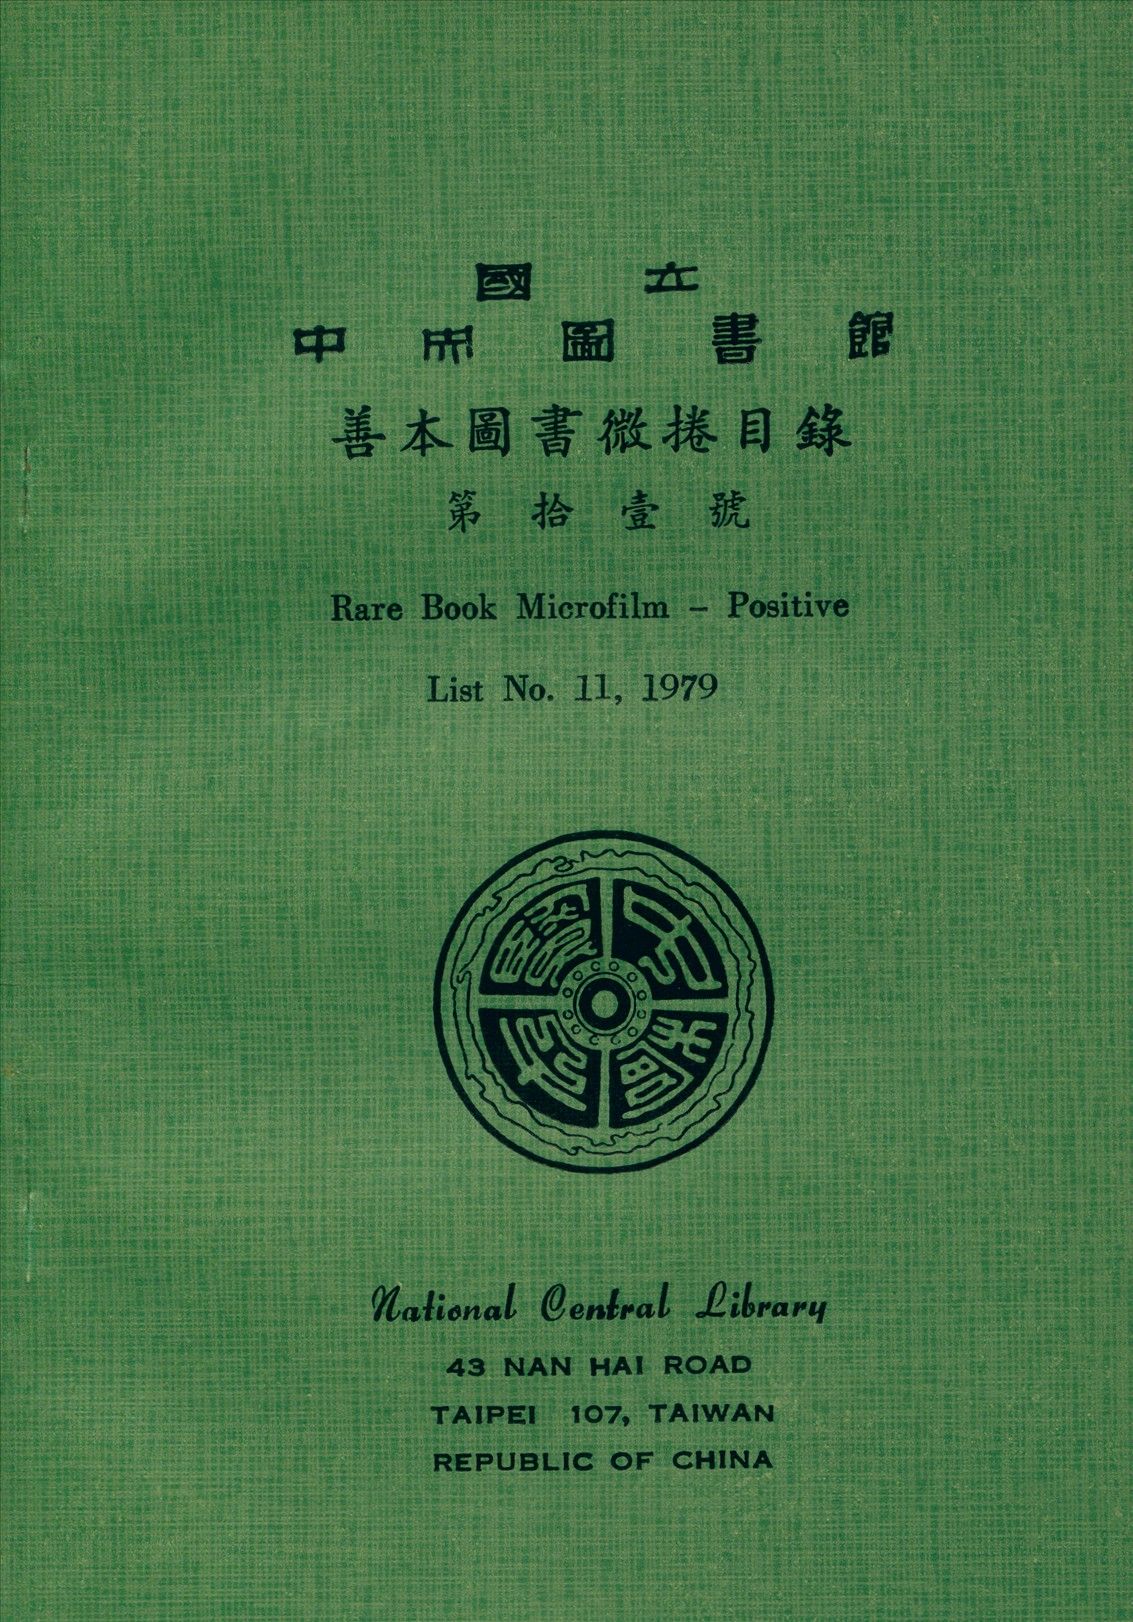 國立
中央圖書館
善本圖書微捲目錄
第拾壹號
Rare Book Microfilm – Positive
List No. 11, 1979
National Central Library
43 NAN HAI ROAD
TAIPEI 107, TAIWAN
REPUBLIC OF CHINA